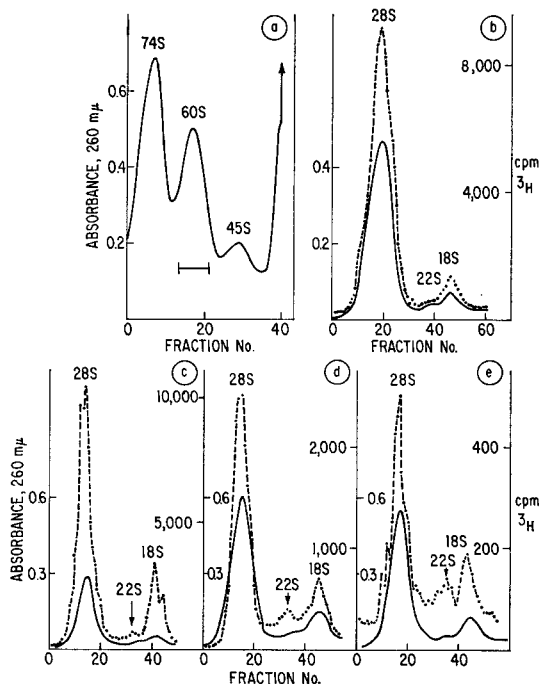 a
74S
60S
45S
0.6
0.4
0.2
ABSORBANCE, 260 mμ
0
20
40
FRACTION No.
b
28S
22S
18S
0.4
0.2
8,000
4,000
cpm
3H
0
20
40
60
FRACTION No.
c
28S
22S
18S
0.6
0.3
ABSORBANCE, 260 mμ
10,000
5,000
0
20
40
d
28S
22S
18S
0.6
0.3
2,000
1,000
0
20
40
e
28S
22S
18S
0.6
0.3
400
200
cpm
3H
0
20
40
FRACTION No.
FRACTION No.